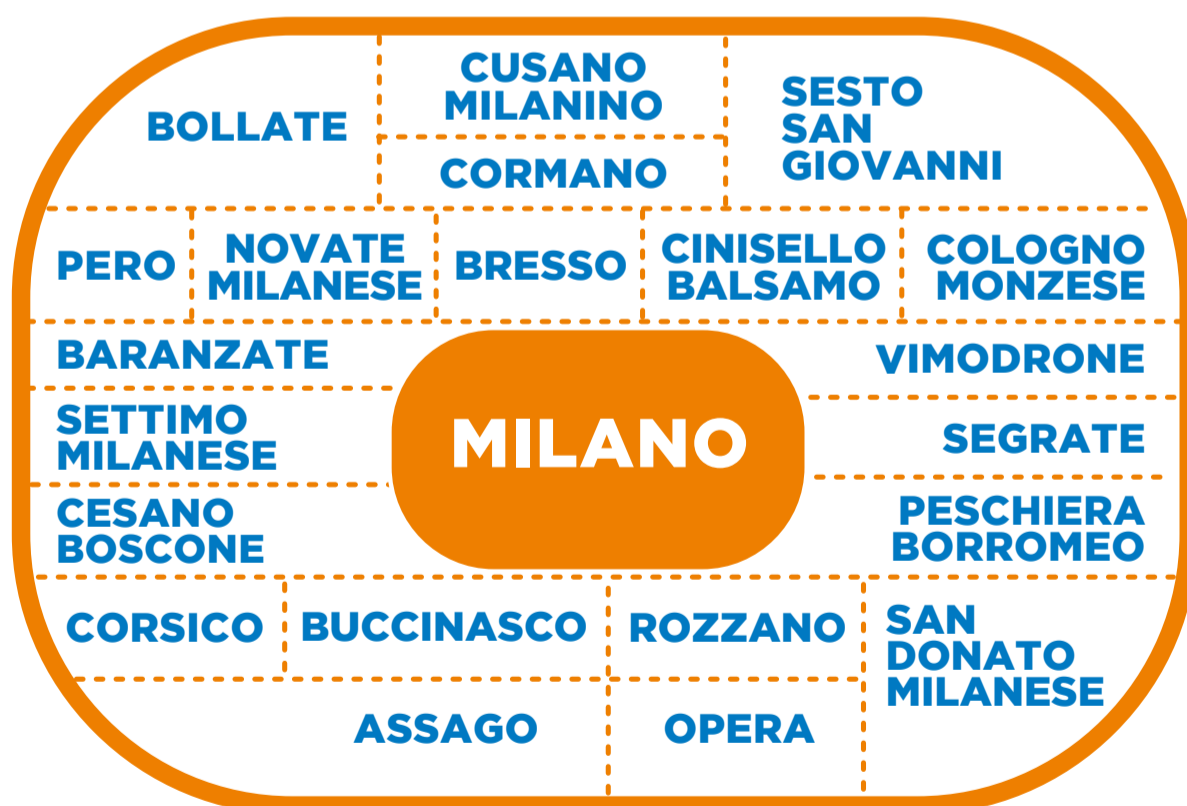 BOLLATE
CUSANO
MILANINO
CORMANO
SESTO
SAN
GIOVANNI
PERO
NOVATE
MILANESE
BRESSO
CINISELLO
BALSAMO
COLOGNO
MONZESE
BARANZATE
VIMODRONE
SETTIMO
MILANESE
MILANO
SEGRATE
CESANO
BOSCONE
PESCHIERA
BORROMEO
CORSICO
BUCCINASCO
ROZZANO
SAN
DONATO
MILANESE
ASSAGO
OPERA